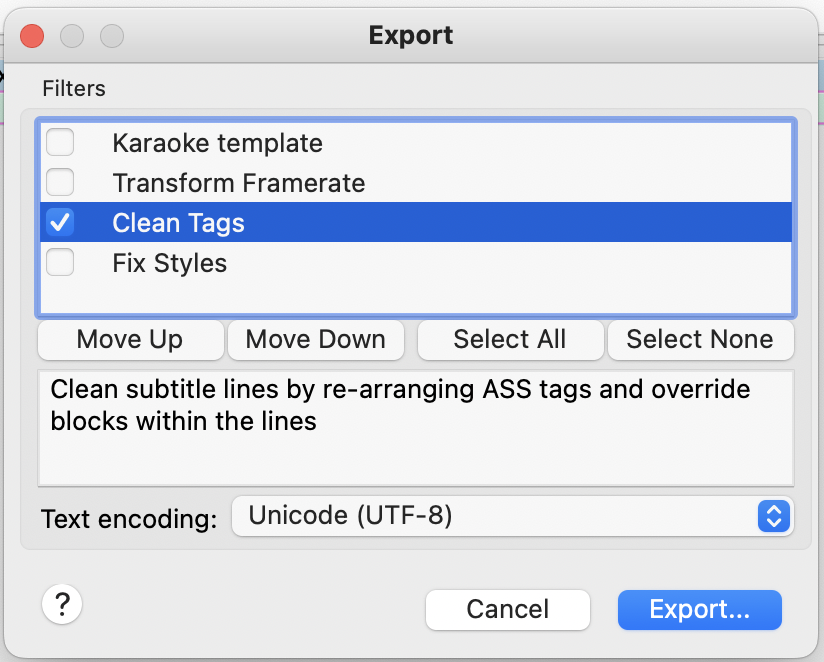 Export
Filters
Karaoke template
Transform Framerate
Clean Tags
Fix Styles
Move Up Move Down Select All Select None
Clean subtitle lines by re-arranging ASS tags and override
blocks within the lines
Text encoding: Unicode (UTF-8)
? Cancel Export...